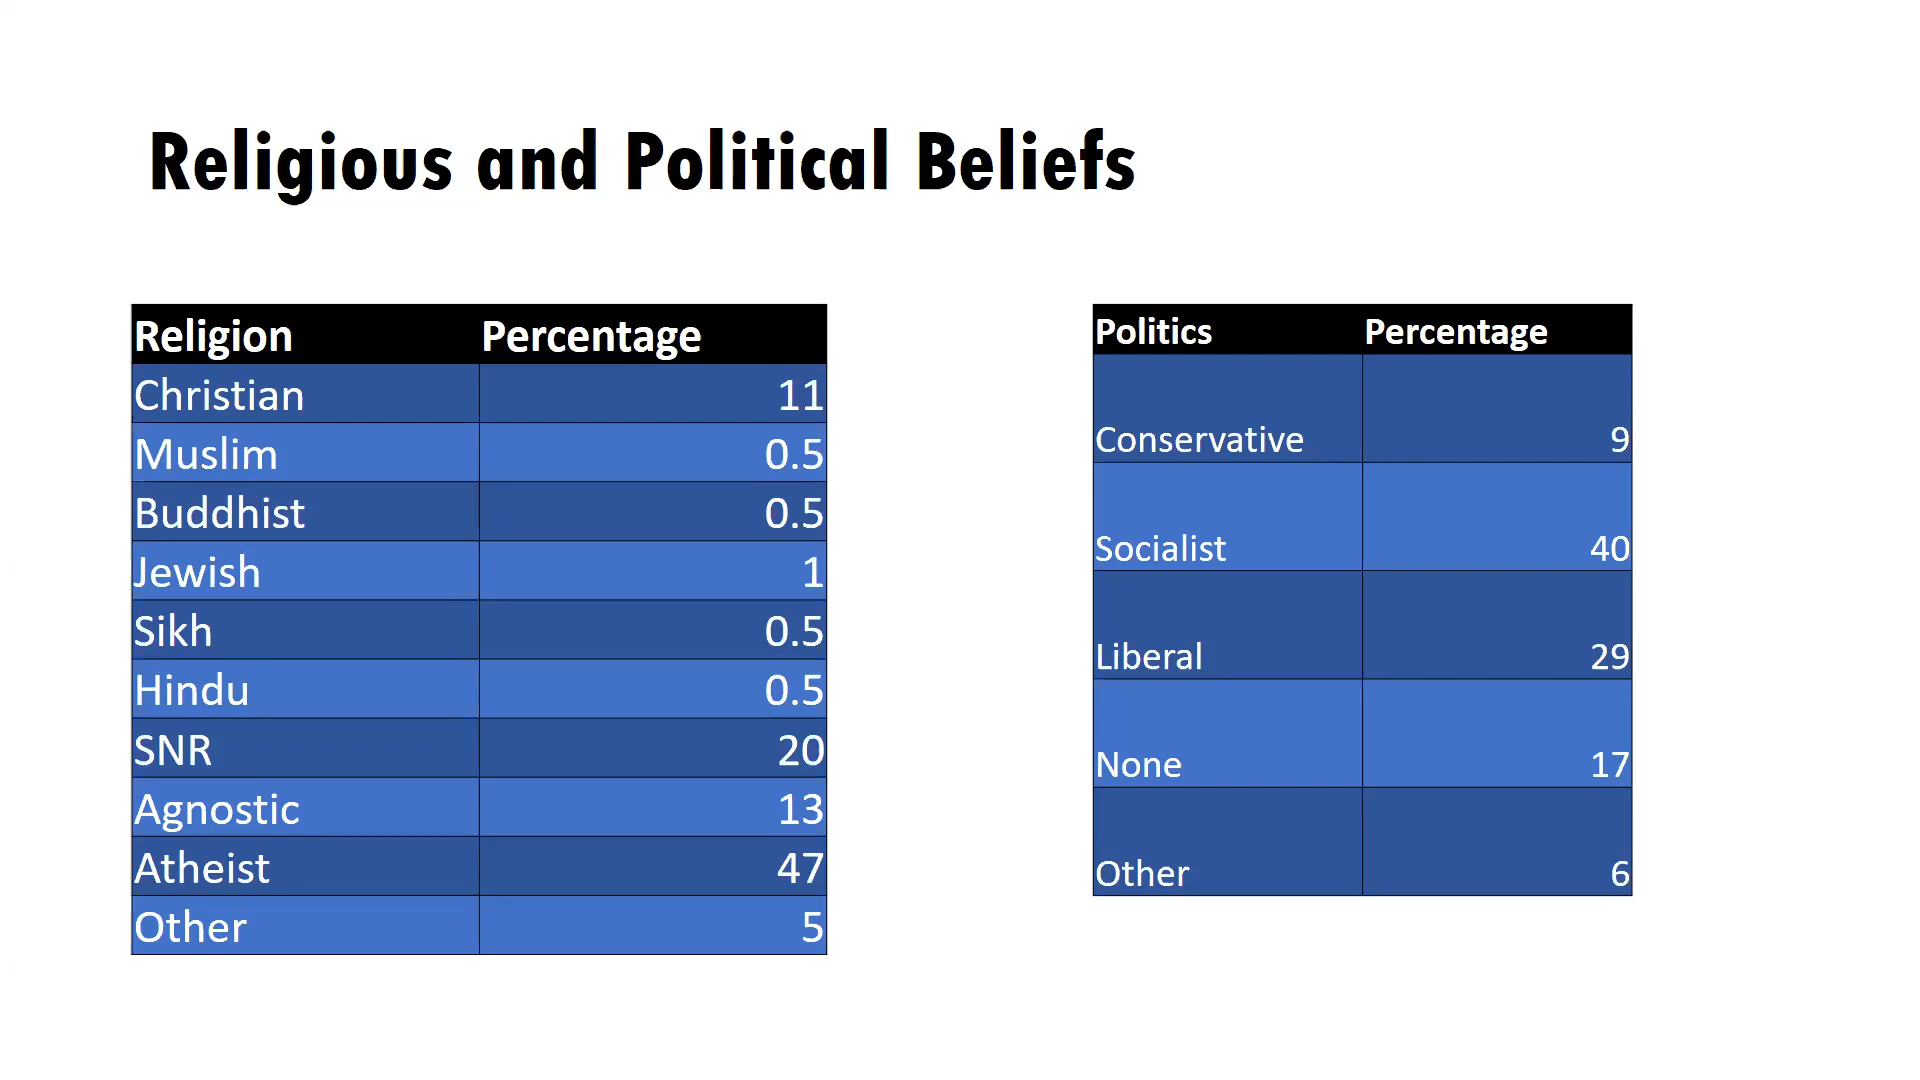 Religious and Political Beliefs
Religion Percentage
Christian 11
Muslim 0.5
Buddhist 0.5
Jewish 1
Sikh 0.5
Hindu 0.5
SNR 20
Agnostic 13
Atheist 47
Other 5
Politics Percentage
Conservative 9
Socialist 40
Liberal 29
None 17
Other 6